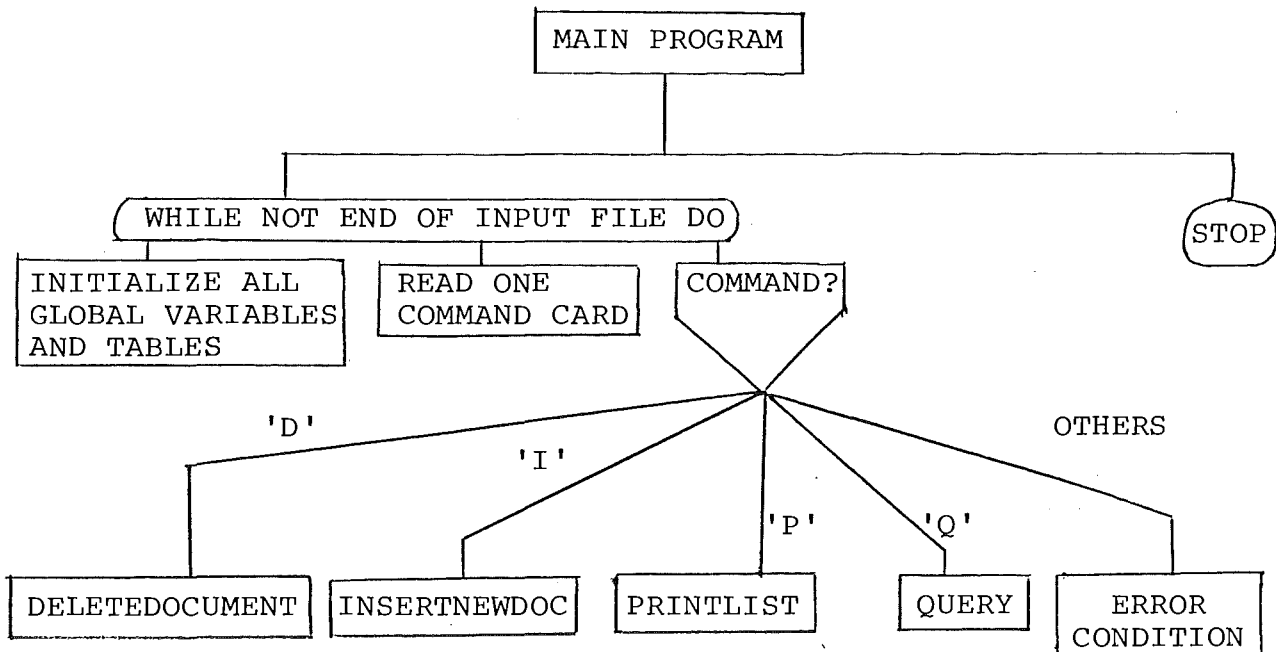 MAIN PROGRAM
WHILE NOT END OF INPUT FILE DO
STOP
INITIALIZE ALL
GLOBAL VARIABLES
AND TABLES
READ ONE
COMMAND CARD
COMMAND?
'D'
'I'
'P'
'Q'
OTHERS
DELETEDOCUMENT
INSERTNEWDOC
PRINTLIST
QUERY
ERROR
CONDITION